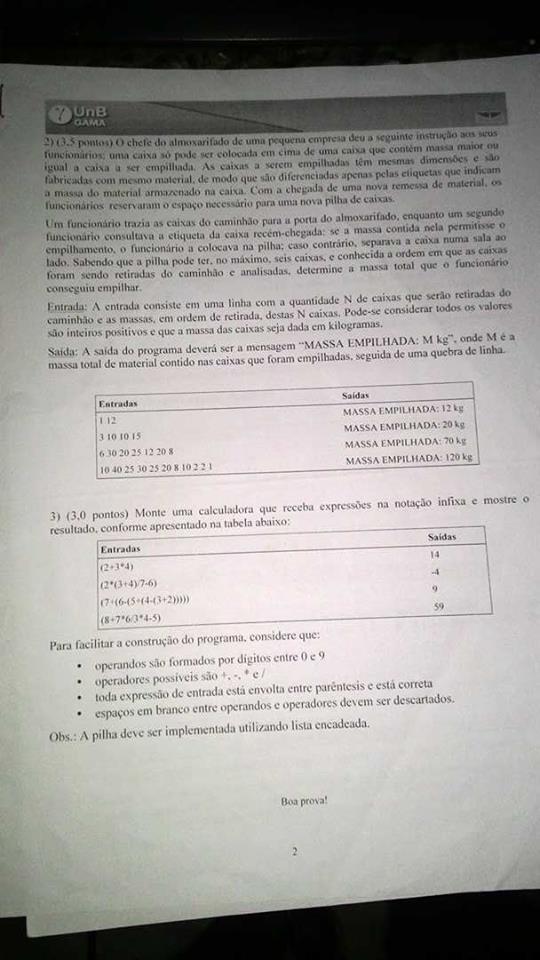 UnB
GAMA
2) (3,5 pontos) O chefe do almoxarifado de uma pequena empresa deu a seguinte instrução aos seus
funcionários: uma caixa só pode ser colocada em cima de uma caixa que contém massa maior ou
igual a caixa a ser empilhada. As caixas a serem empilhadas têm mesmas dimensões e são
fabricadas com mesmo material, de modo que são diferenciadas apenas pelas etiquetas que indicam
a massa do material armazenado na caixa. Com a chegada de uma nova remessa de material, os
funcionários reservaram o espaço necessário para uma nova pilha de caixas.
Um funcionário trazia as caixas do caminhão para a porta do almoxarifado, enquanto um segundo
funcionário consultava a etiqueta da caixa recém-chegada: se a massa contida nela permitisse o
empilhamento, o funcionário a colocava na pilha; caso contrário, separava a caixa numa sala ao
lado. Sabendo que a pilha pode ter, no máximo, seis caixas, e conhecida a ordem em que as caixas
foram sendo retiradas do caminhão e analisadas, determine a massa total que o funcionário
conseguiu empilhar.
Entrada: A entrada consiste em uma linha com a quantidade N de caixas que serão retiradas do
caminhão e as massas, em ordem de retirada, destas N caixas. Pode-se considerar todos os valores
são inteiros positivos e que a massa das caixas seja dada em kilogramas.
Saída: A saída do programa deverá ser a mensagem “MASSA EMPILHADA: M kg”, onde M é a
massa total de material contido nas caixas que foram empilhadas, seguida de uma quebra de linha.
Entradas Saídas
1 12 MASSA EMPILHADA: 12 kg
3 10 10 15 MASSA EMPILHADA: 20 kg
6 30 20 25 12 20 8 MASSA EMPILHADA: 70 kg
10 40 25 30 25 20 8 10 2 2 1 MASSA EMPILHADA: 120 kg
3) (3,0 pontos) Monte uma calculadora que receba expressões na notação infixa e mostre o
resultado, conforme apresentado na tabela abaixo:
Entradas Saídas
(2+3*4) 14
(2*(3+4)/7-6) -4
(7+(6-(5+(4-(3+2))))) 9
(8+7*6/3*4-5) 59
Para facilitar a construção do programa, considere que:
• operandos são formados por dígitos entre 0 e 9
• operadores possíveis são +, -, * e /
• toda expressão de entrada está envolta entre parêntesis e está correta
• espaços em branco entre operandos e operadores devem ser descartados.
Obs.: A pilha deve ser implementada utilizando lista encadeada.
Boa prova!
2